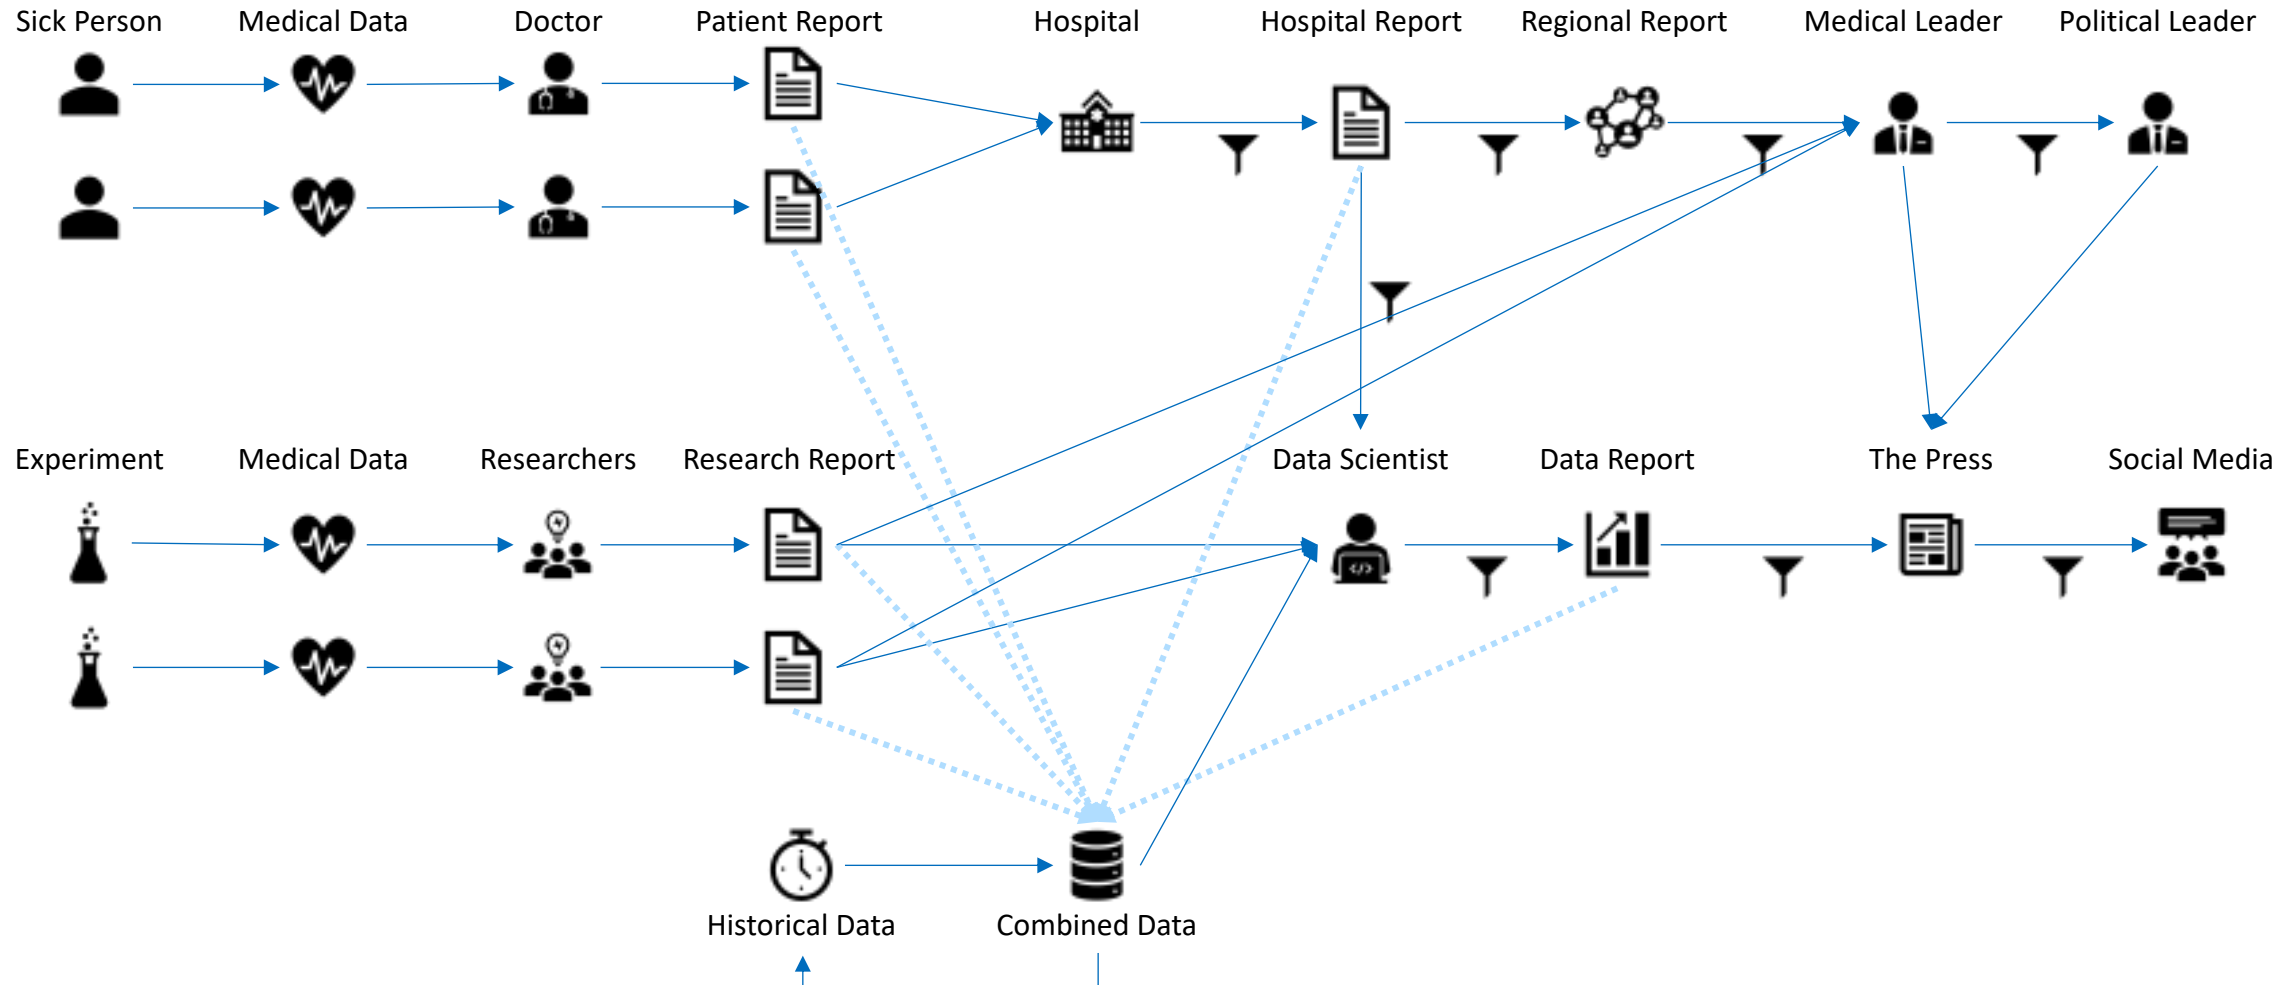 Sick Person
Medical Data
Doctor
Patient Report
Hospital
Hospital Report
Regional Report
Medical Leader
Political Leader
Experiment
Medical Data
Researchers
Research Report
Data Scientist
Data Report
The Press
Social Media
Historical Data
Combined Data